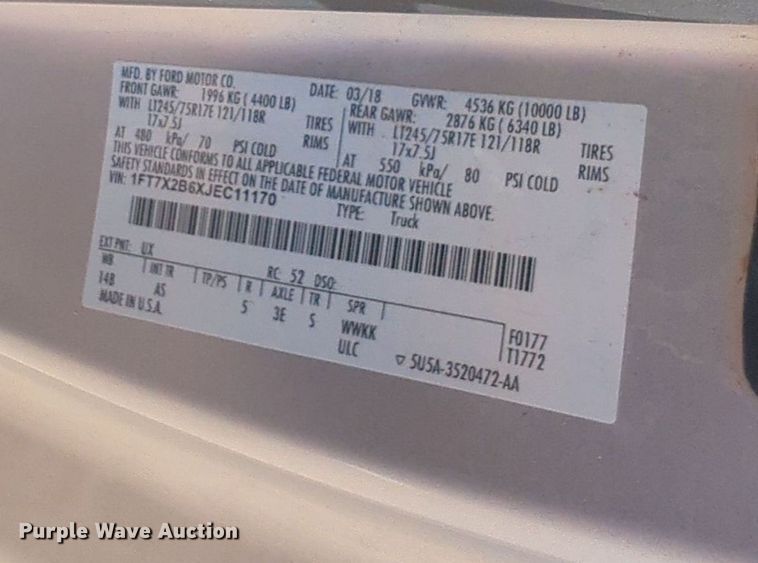 MFD. BY FORD MOTOR CO. DATE: 03/18 GVWR: 4536 KG (10000 LB)
FRONT GAWR: 1996 KG (4400 LB) REAR GAWR: 2876 KG (6340 LB)
WITH LT245/75R17E 121/118R TIRES WITH LT245/75R17E 121/118R TIRES
17x7.5J RIMS 17x7.5J RIMS
AT 480 kPa/ 70 PSI COLD AT 550 kPa/ 80 PSI COLD
THIS VEHICLE CONFORMS TO ALL APPLICABLE FEDERAL MOTOR VEHICLE
SAFETY STANDARDS IN EFFECT ON THE DATE OF MANUFACTURE SHOWN ABOVE.
VIN: 1FT7X2B6XJEC11170
TYPE: Truck
EXT PNT: UX RC: 52 DSO:
WB INT TR TP/PS R AXLE TR SPR F0177
148 AS 5 3E 5 WWKK T1772
MADE IN U.S.A. ULC 5U5A-3520472-AA
Purple Wave Auction